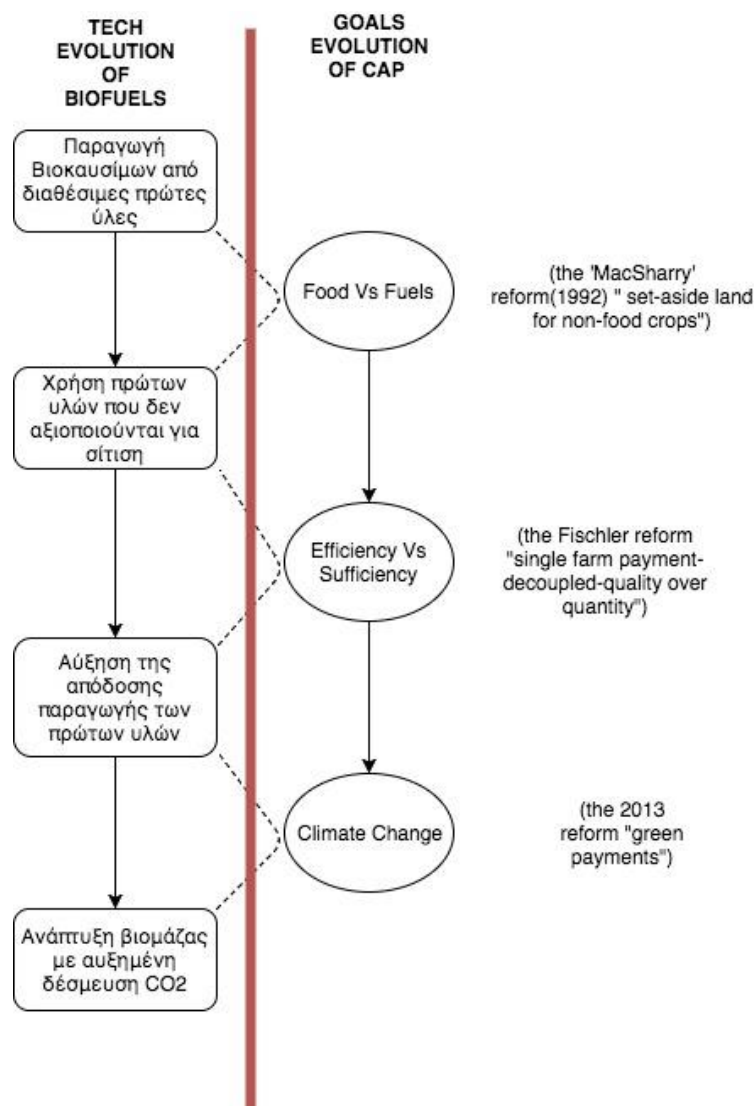 TECH
EVOLUTION
OF
BIOFUELS
GOALS
EVOLUTION
OF CAP
Παραγωγή
Βιοκαυσίμων από
διαθέσιμες πρώτες
ύλες
Food Vs Fuels
(the 'MacSharry'
reform(1992) " set-aside land
for non-food crops")
Χρήση πρώτων
υλών που δεν
αξιοποιούνται για
σίτιση
Efficiency Vs
Sufficiency
(the Fischler reform
"single farm payment-
decoupled-quality over
quantity")
Αύξηση της
απόδοσης
παραγωγής των
πρώτων υλών
Climate Change
(the 2013
reform "green
payments")
Ανάπτυξη βιομάζας
με αυξημένη
δέσμευση CO2